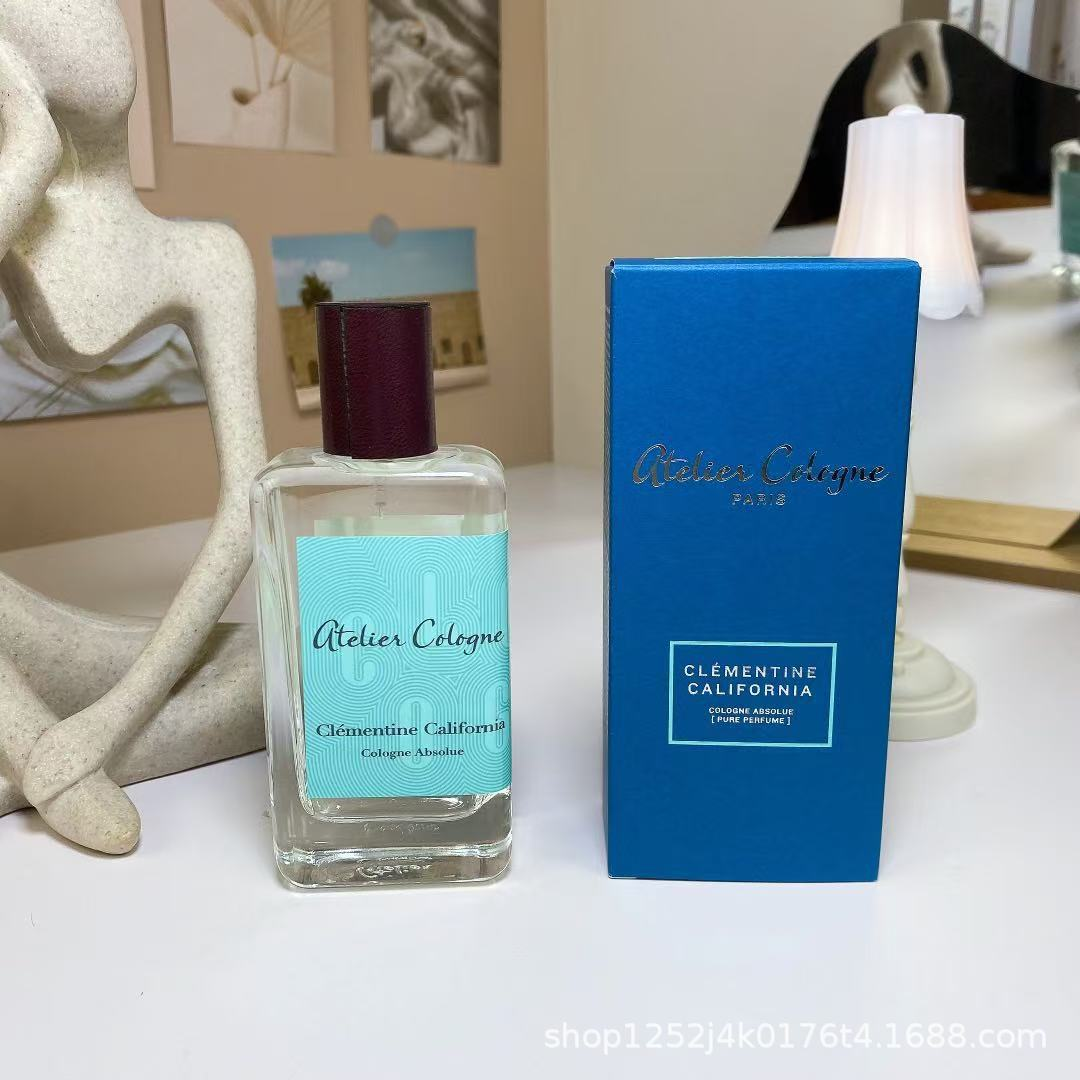 Atelier Cologne
Clémentine California
Cologne Absolue
Atelier Cologne
PARIS
CLÉMENTINE
CALIFORNIA
COLOGNE ABSOLUE
[ PURE PERFUME ]
shop1252j4k0176t4.1688.com